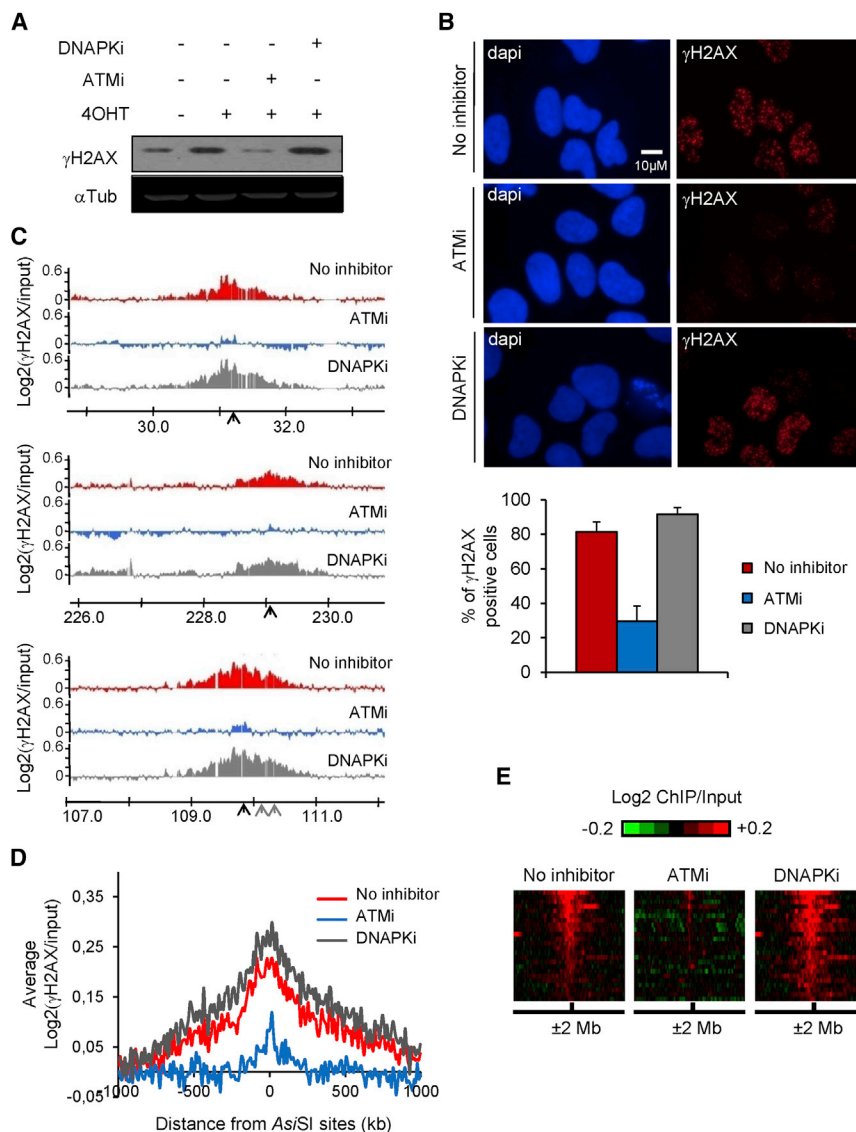 A
DNAPKi - - - +
ATMi - - + -
4OHT - + + +
γH2AX
αTub
B
No inhibitor
dapi
γH2AX
10μM
ATMi
dapi
γH2AX
DNAPKi
dapi
γH2AX
% of γH2AX
positive cells
100
80
60
40
20
0
No inhibitor
ATMi
DNAPKi
C
Log2(γH2AX/input)
0.6
0
No inhibitor
0.6
0
ATMi
0.6
0
DNAPKi
30.0 32.0
Log2(γH2AX/input)
0.6
0
No inhibitor
0.6
0
ATMi
0.6
0
DNAPKi
226.0 228.0 230.0
Log2(γH2AX/input)
0.6
0
No inhibitor
0.6
0
ATMi
0.6
0
DNAPKi
107.0 109.0 111.0
D
Average
Log2(γH2AX/input)
0,35
0,25
0,15
0,05
-0,05
No inhibitor
ATMi
DNAPKi
-1000 -500 0 500 1000
Distance from AsiSI sites (kb)
E
Log2 ChIP/Input
-0.2 +0.2
No inhibitor ATMi DNAPKi
±2 Mb ±2 Mb ±2 Mb